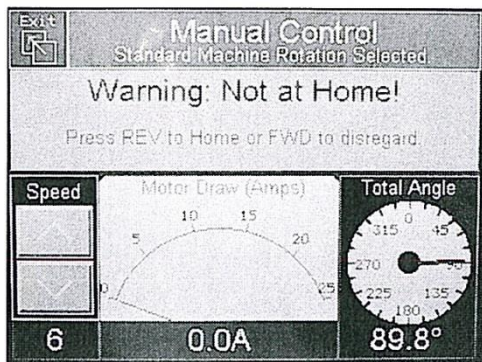 Exit
Manual Control
Standard Machine Rotation Selected
Warning: Not at Home!
Press REV to Home or FWD to disregard.
Speed
6
Motor Draw (Amps)
0
5
10
15
20
25
0.0A
Total Angle
0
45
90
135
180
225
270
315
89.8°